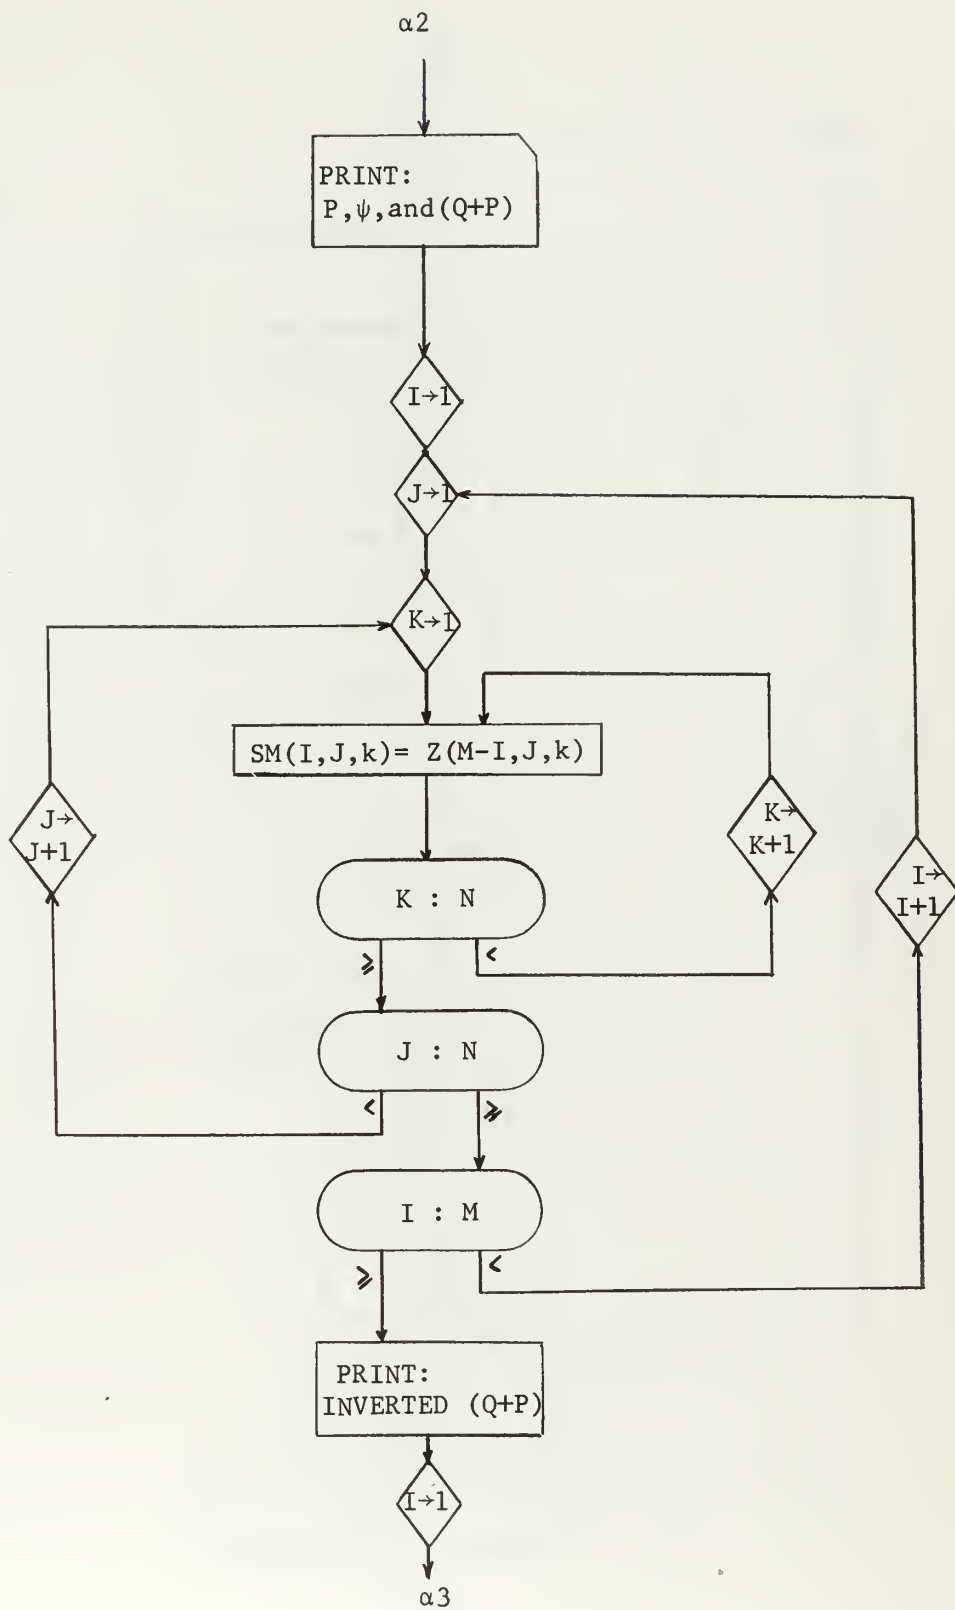 α2
PRINT:
P,ψ,and(Q+P)
I→1
J→1
K→1
SM(I,J,k)= Z(M-I,J,k)
J→
J+1
K→
K+1
I→
I+1
K : N
⩾
<
J : N
<
⩾
I : M
⩾
<
PRINT:
INVERTED (Q+P)
I→1
α3